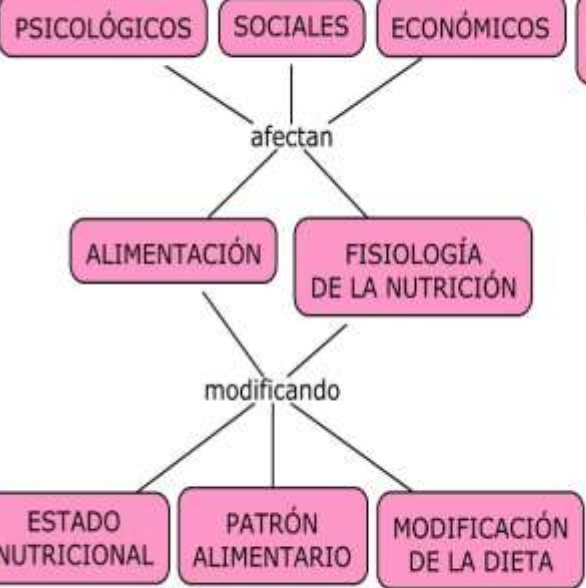 PSICOLÓGICOS
SOCIALES
ECONÓMICOS
afectan
ALIMENTACIÓN
FISIOLOGÍA
DE LA NUTRICIÓN
modificando
ESTADO
NUTRICIONAL
PATRÓN
ALIMENTARIO
MODIFICACIÓN
DE LA DIETA